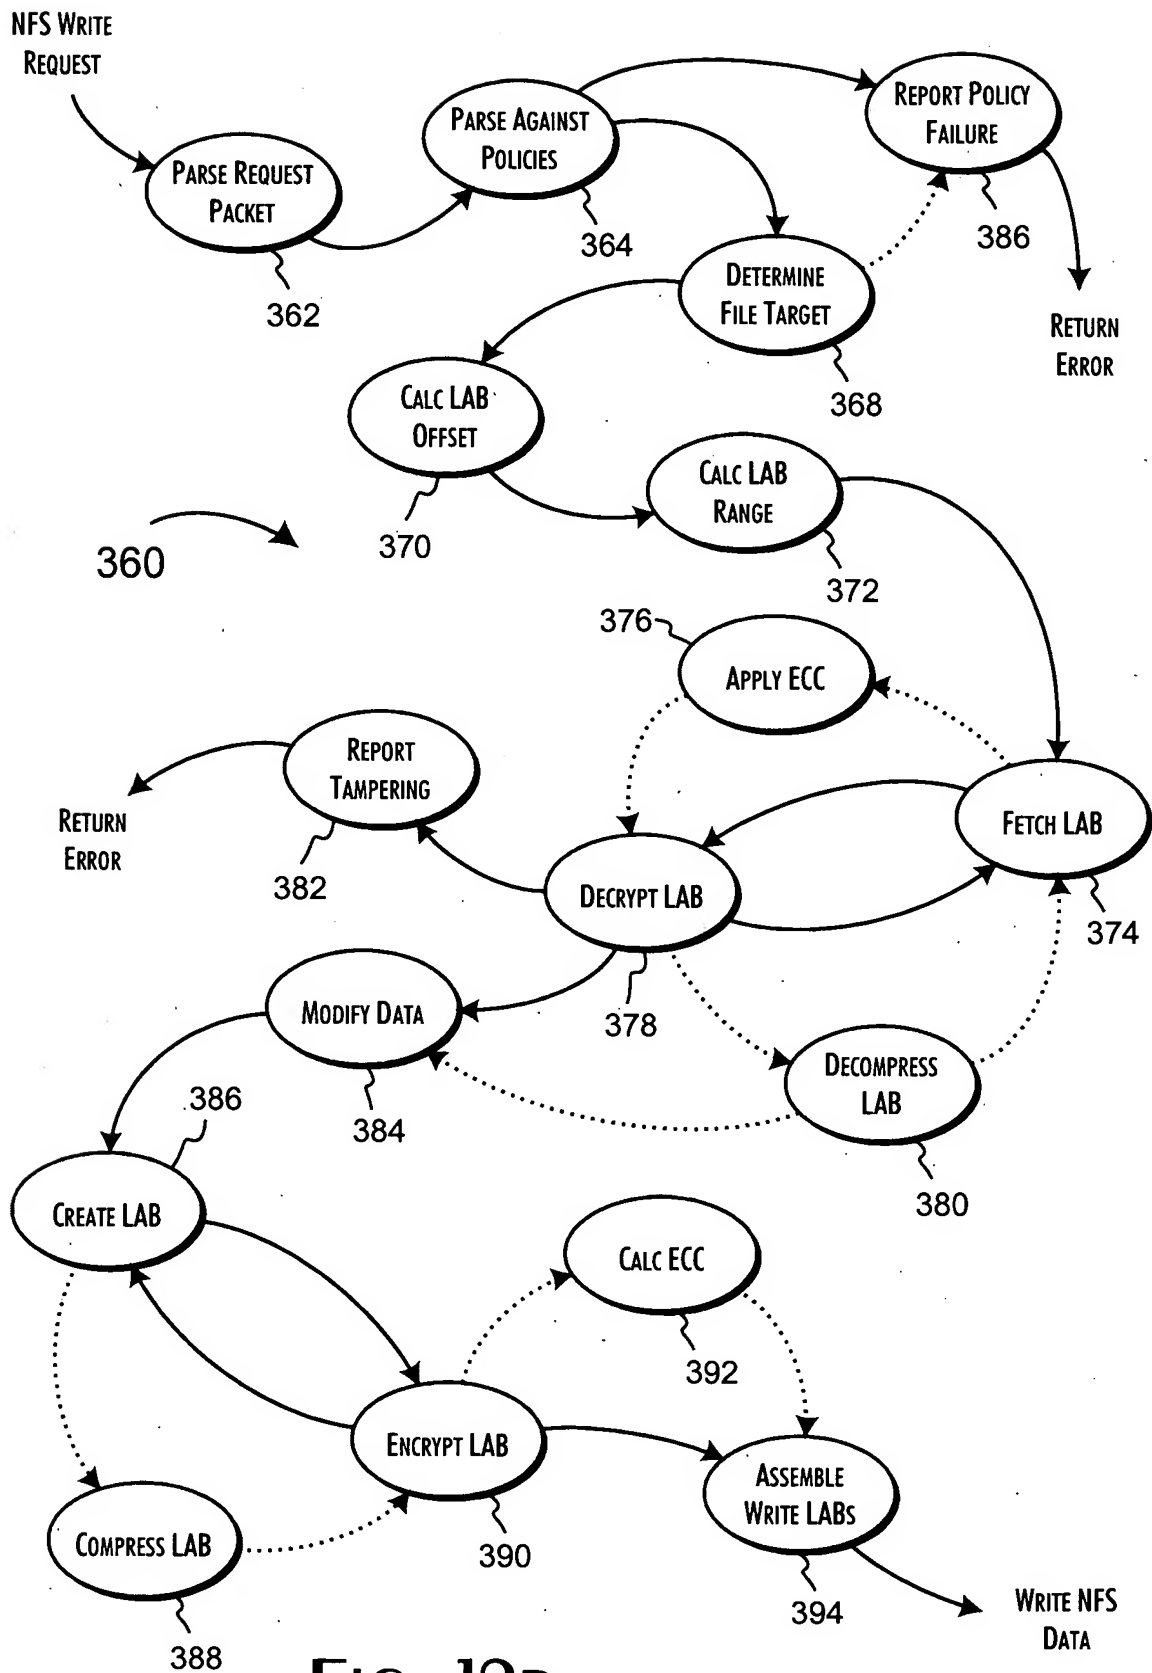 NFS WRITE
REQUEST
PARSE REQUEST
PACKET
362
PARSE AGAINST
POLICIES
364
REPORT POLICY
FAILURE
386
RETURN
ERROR
DETERMINE
FILE TARGET
368
CALC LAB
OFFSET
370
CALC LAB
RANGE
372
360
376
APPLY ECC
REPORT
TAMPERING
382
RETURN
ERROR
FETCH LAB
374
DECRYPT LAB
378
MODIFY DATA
384
DECOMPRESS
LAB
380
386
CREATE LAB
CALC ECC
392
ENCRYPT LAB
390
ASSEMBLE
WRITE LABS
394
COMPRESS LAB
388
WRITE NFS
DATA